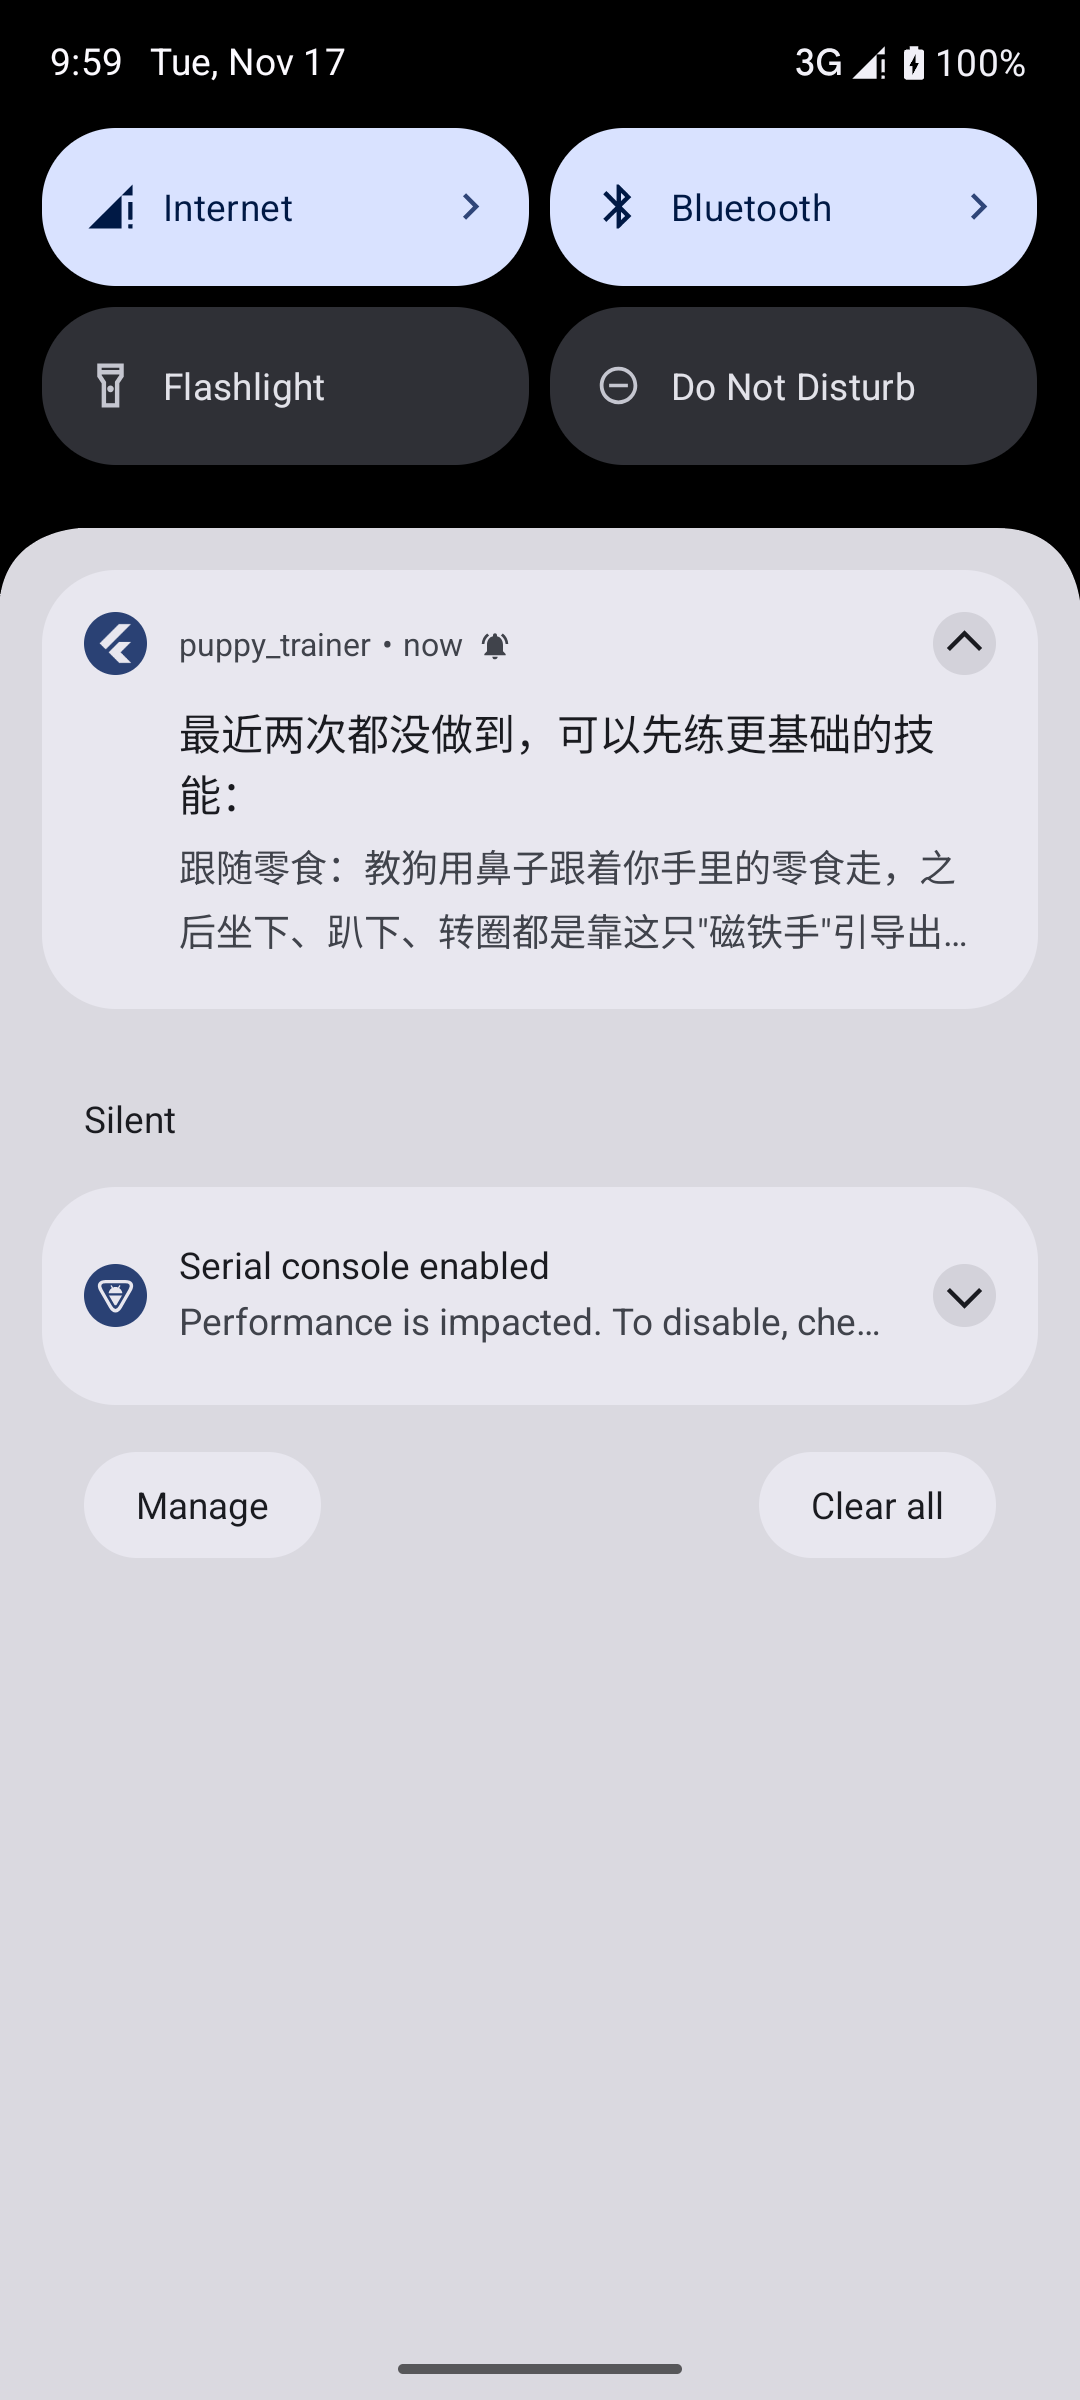 9:59 Tue, Nov 17 3G 100%
Internet Bluetooth
Flashlight Do Not Disturb
puppy_trainer • now
最近两次都没做到，可以先练更基础的技
能：
跟随零食：教狗用鼻子跟着你手里的零食走，之
后坐下、趴下、转圈都是靠这只"磁铁手"引导出…
Silent
Serial console enabled
Performance is impacted. To disable, che…
Manage Clear all